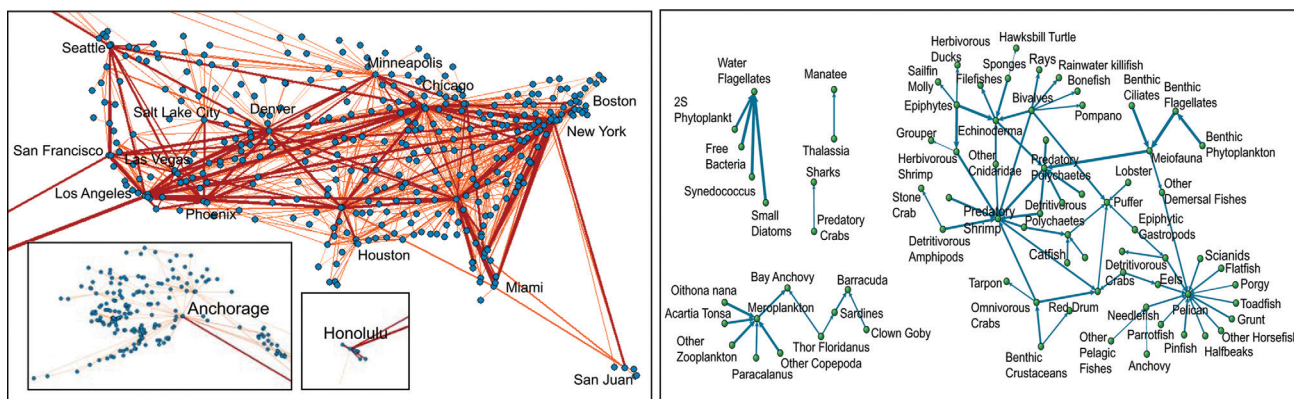 Seattle
Minneapolis
Chicago
Boston
Salt Lake City
Denver
New York
San Francisco
Las Vegas
Los Angeles
Phoenix
Houston
Miami
Anchorage
Honolulu
San Juan
Water
Flagellates
2S
Phytoplankt
Free
Bacteria
Synedococcus
Small
Diatoms
Manatee
Thalassia
Sharks
Predatory
Crabs
Oithona nana
Acartia Tonsa
Other
Zooplankton
Paracalanus
Meroplankton
Other Copepoda
Bay Anchovy
Thor Floridanus
Barracuda
Sardines
Clown Goby
Hawksbill Turtle
Herbivorous
Ducks
Sponges
Rays
Sailfin
Molly
Filefishes
Rainwater killifish
Bonefish
Epiphytes
Bivalves
Pompano
Benthic
Ciliates
Benthic
Flagellates
Grouper
Echinoderma
Benthic
Phytoplankton
Herbivorous
Shrimp
Other
Cnidaridae
Predatory
Polychaetes
Meiofauna
Stone
Crab
Predatory
Shrimp
Detritivorous
Polychaetes
Lobster
Puffer
Other
Demersal Fishes
Detritivorous
Amphipods
Catfish
Epiphytic
Gastropods
Detritivorous
Crabs
Eels
Scianids
Flatfish
Porgy
Toadfish
Grunt
Other Horsefish
Halfbeaks
Pinfish
Parrotfish
Pelican
Needlefish
Anchovy
Other
Pelagic
Fishes
Tarpon
Omnivorous
Crabs
Red Drum
Benthic
Crustaceans